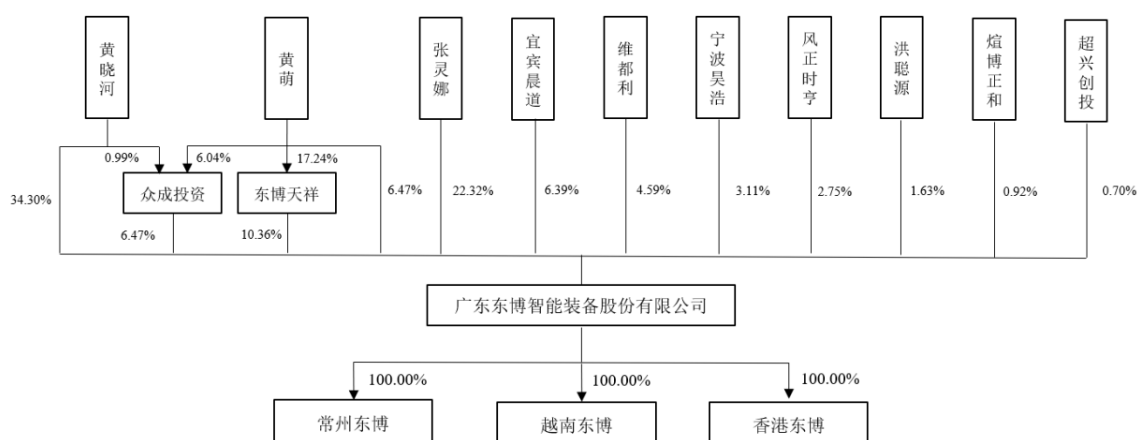 黄晓河
黄萌
张灵娜
宜宾晨道
维都利
宁波昊浩
风正时亨
洪聪源
煊博正和
超兴创投
0.99%
6.04%
17.24%
众成投资
东博天祥
34.30%
6.47%
22.32%
6.39%
4.59%
3.11%
2.75%
1.63%
0.92%
0.70%
6.47%
10.36%
广东东博智能装备股份有限公司
100.00%
100.00%
100.00%
常州东博
越南东博
香港东博